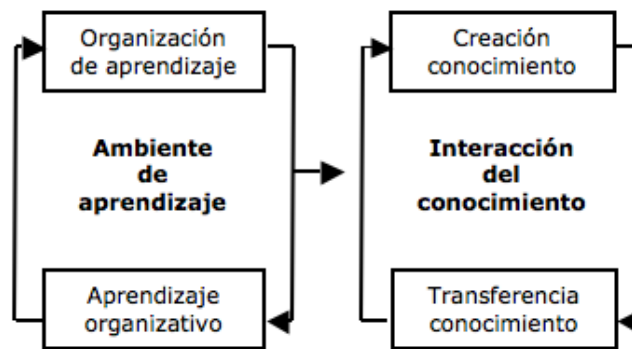 Organización
de aprendizaje
Ambiente
de
aprendizaje
Aprendizaje
organizativo
Creación
conocimiento
Interacción
del
conocimiento
Transferencia
conocimiento